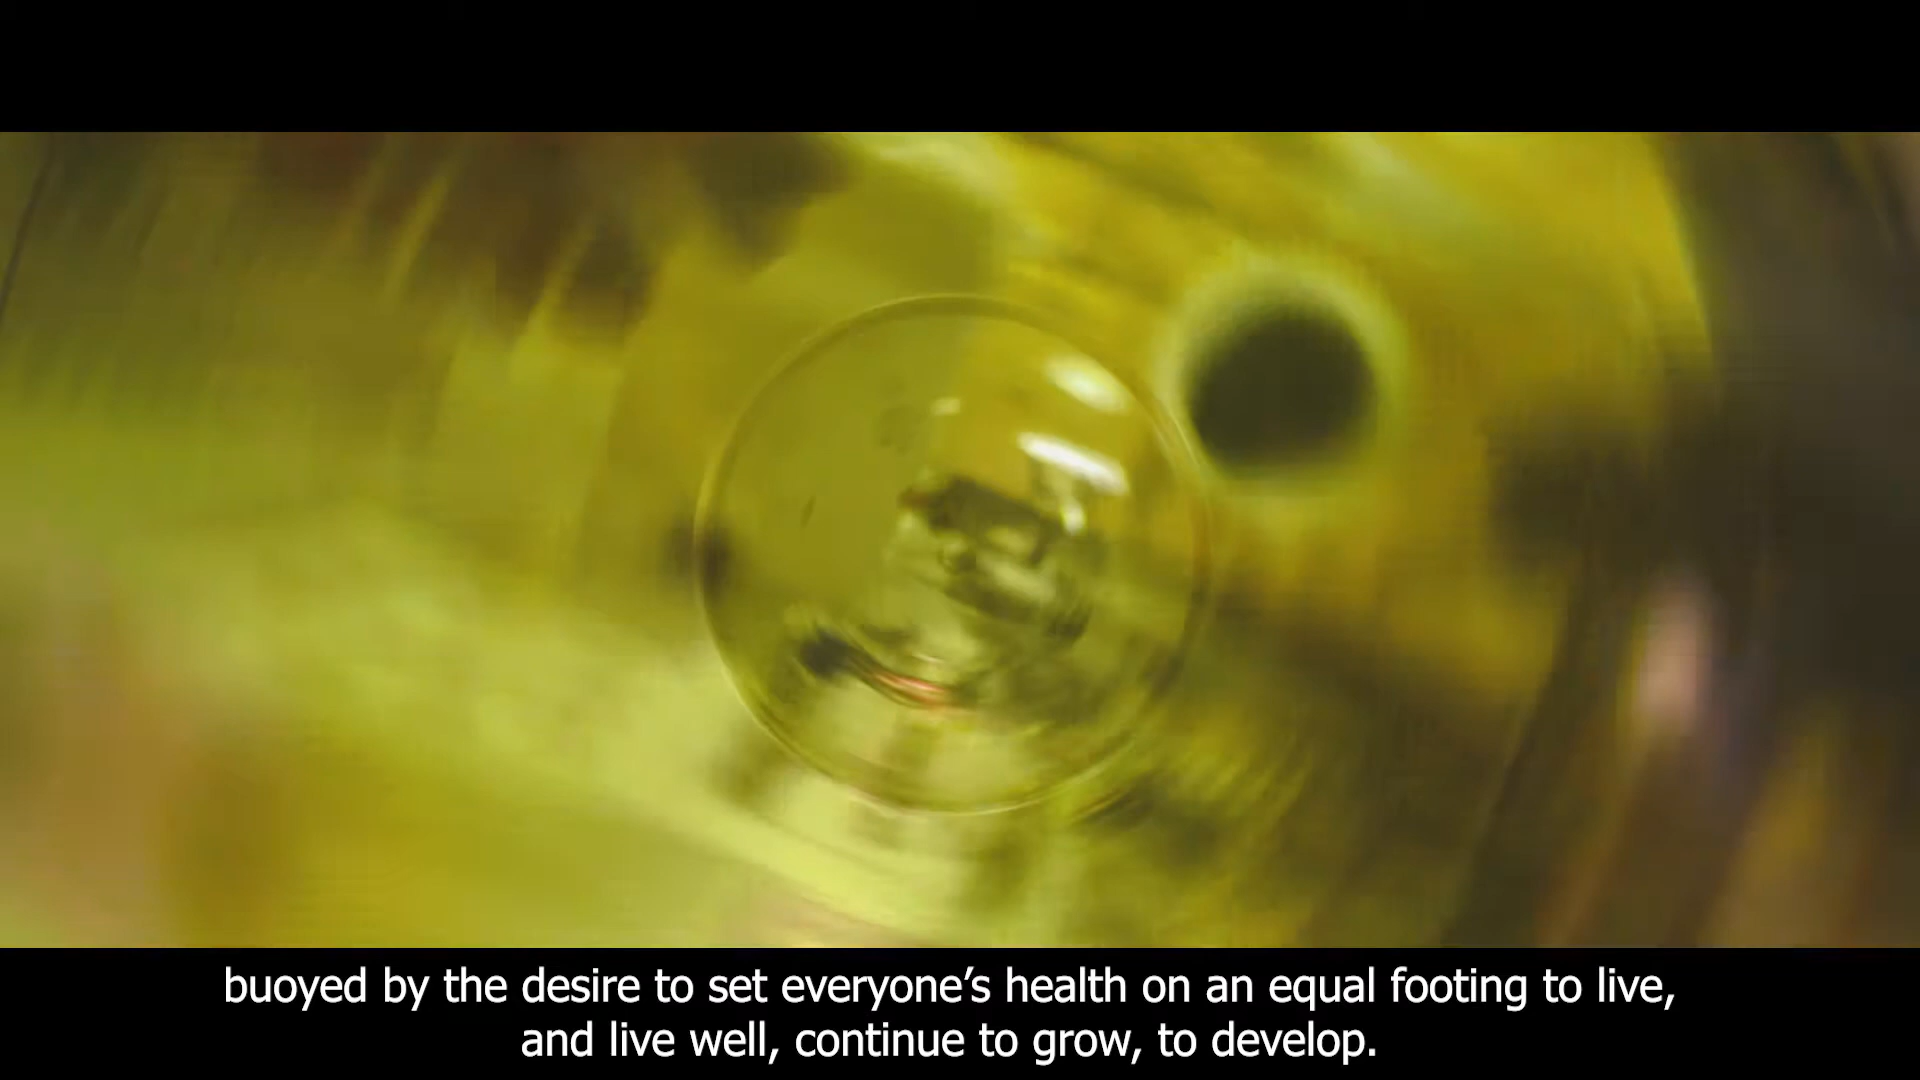 buoyed by the desire to set everyone’s health on an equal footing to live,
and live well, continue to grow, to develop.